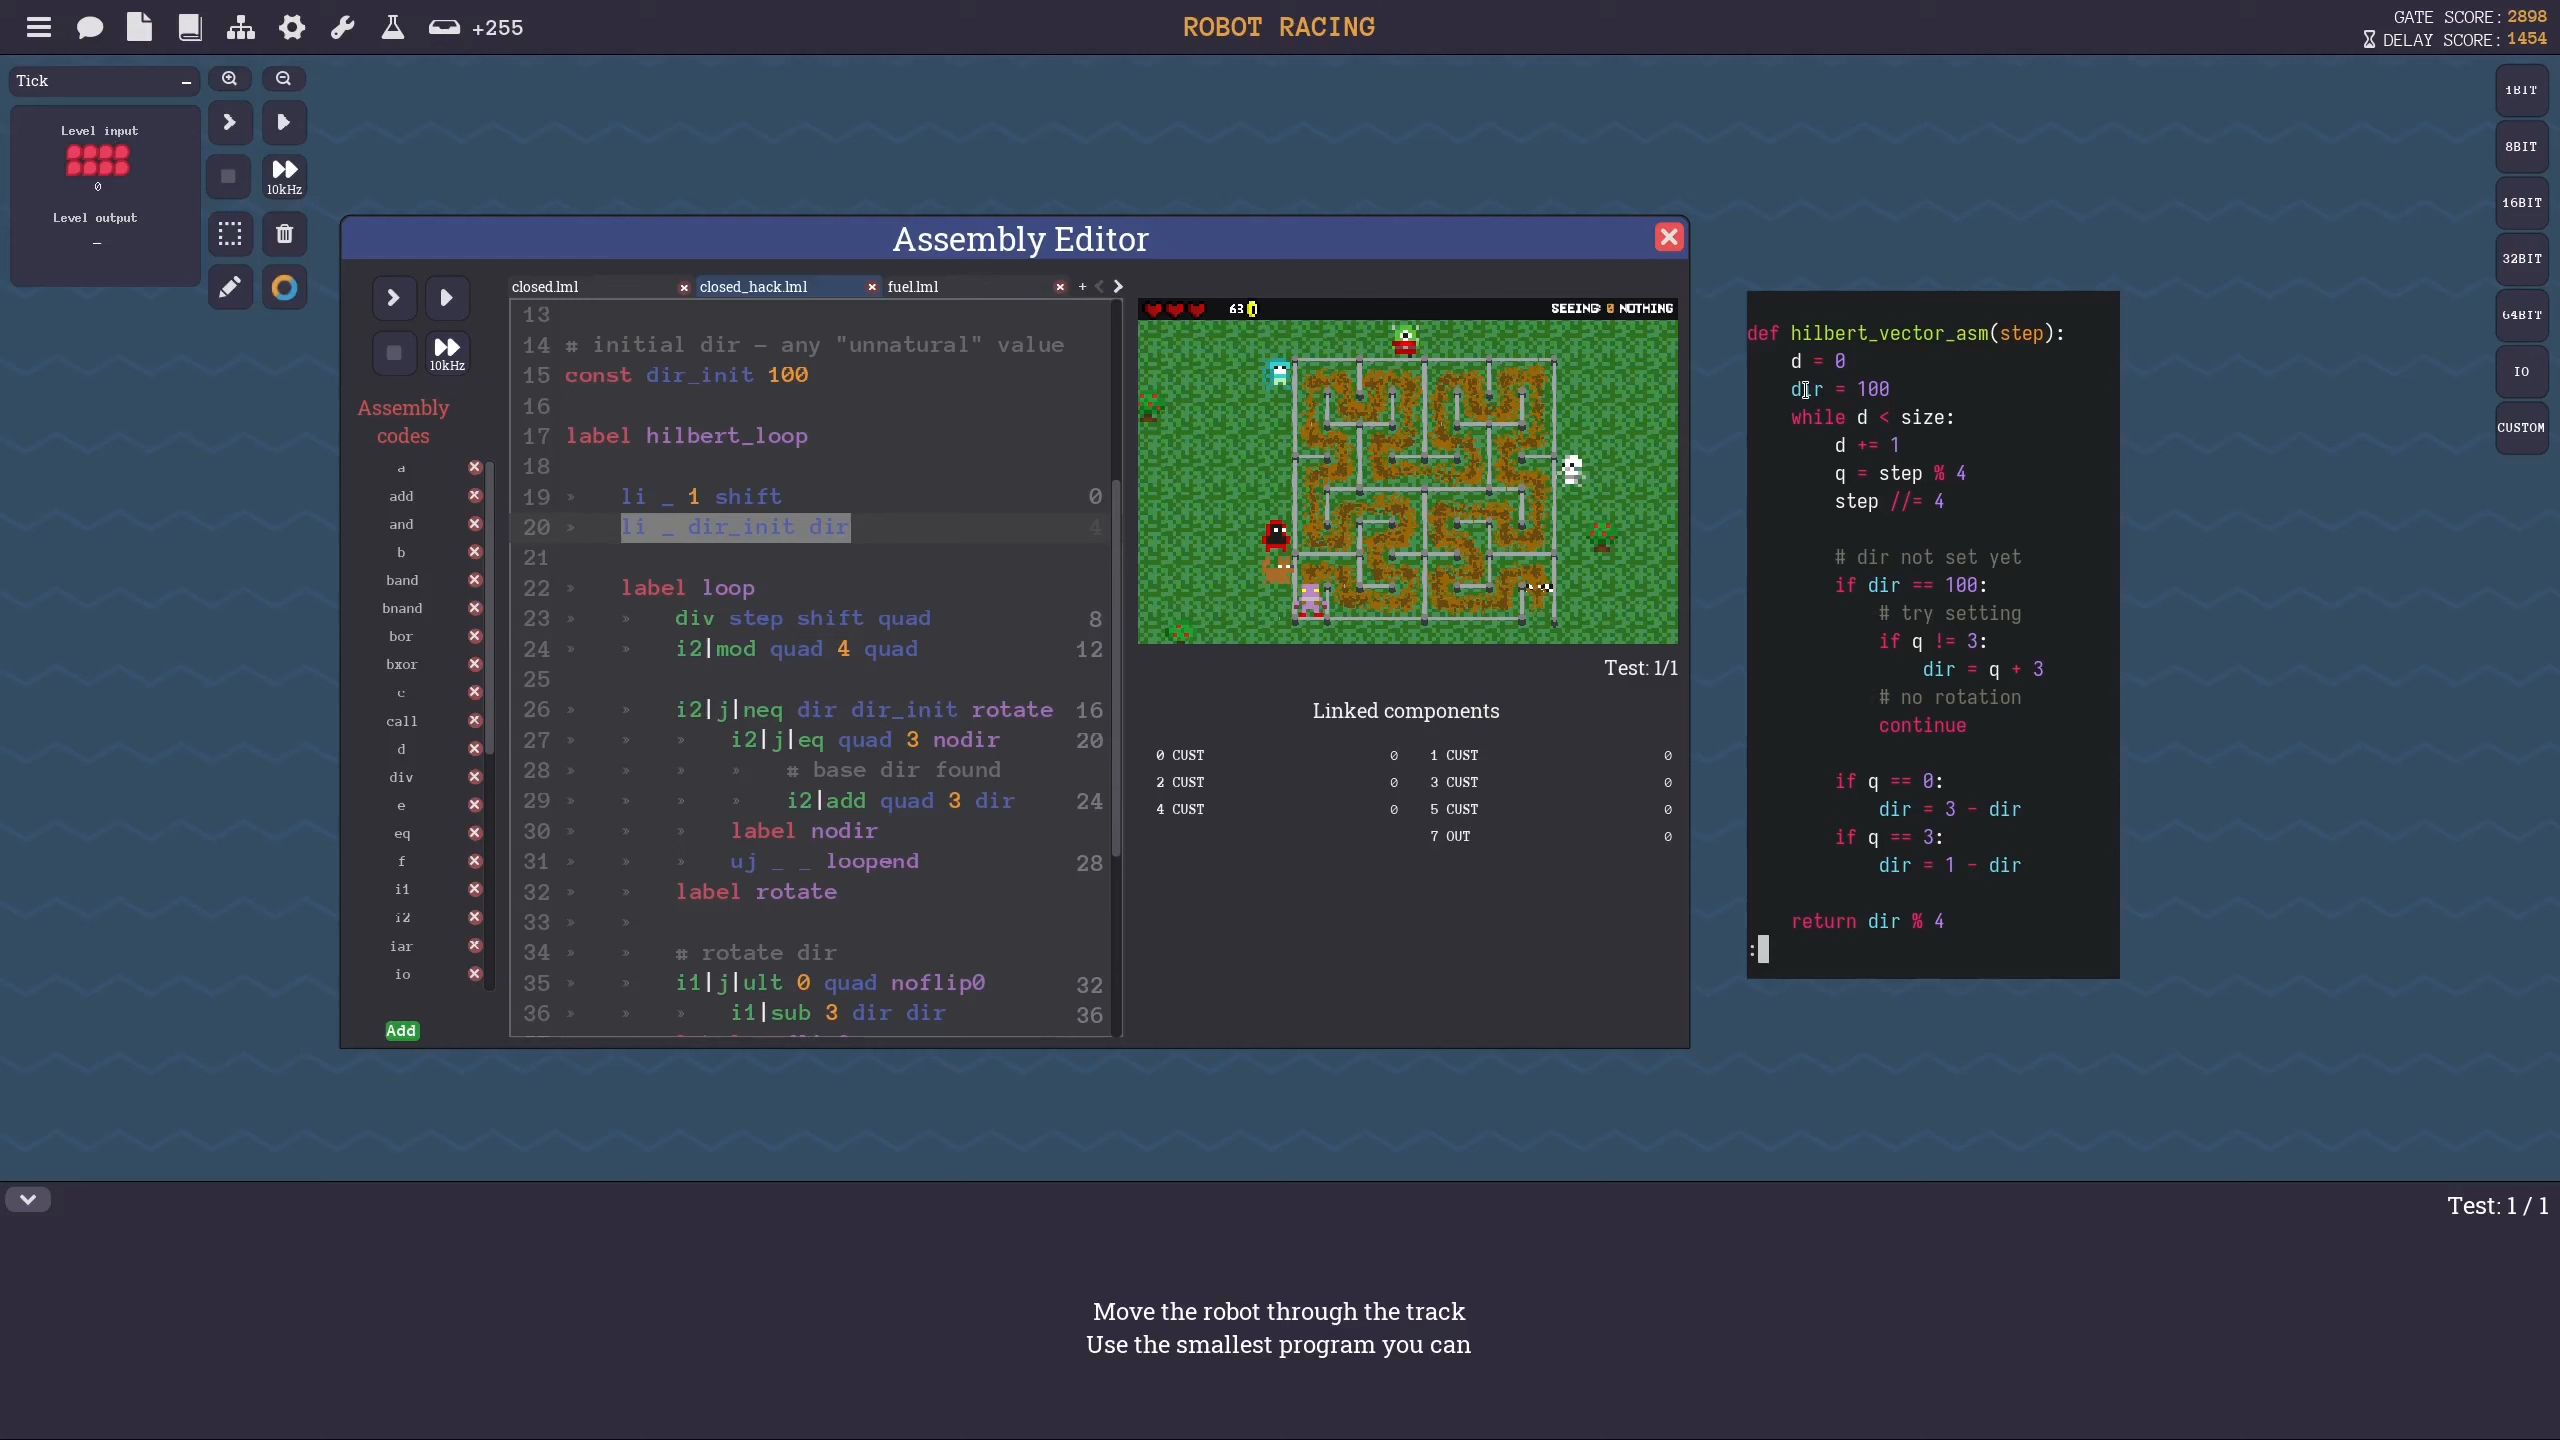 +255
ROBOT RACING
GATE SCORE: 2898
DELAY SCORE: 1454
Tick
Level input
0
Level output
–
10kHz
1BIT
8BIT
16BIT
32BIT
64BIT
IO
CUSTOM
Assembly Editor
10kHz
Assembly
codes
a
add
and
b
band
bnand
bor
bxor
c
call
d
div
e
eq
f
i1
i2
iar
io
Add
closed.lml
closed_hack.lml
fuel.lml
+
13
14 # initial dir – any "unnatural" value
15 const dir_init 100
16
17 label hilbert_loop
18
19 » li _ 1 shift 0
20 » li _ dir_init dir 4
21
22 » label loop
23 » » div step shift quad 8
24 » » i2|mod quad 4 quad 12
25
26 » » i2|j|neq dir dir_init rotate 16
27 » » » i2|j|eq quad 3 nodir 20
28 » » » » # base dir found
29 » » » » i2|add quad 3 dir 24
30 » » » label nodir
31 » » » uj _ _ loopend 28
32 » » label rotate
33 » »
34 » » # rotate dir
35 » » i1|j|ult 0 quad noflip0 32
36 » » » i1|sub 3 dir dir 36
63
SEEING: 0 NOTHING
Test: 1/1
Linked components
0 CUST 0 1 CUST 0
2 CUST 0 3 CUST 0
4 CUST 0 5 CUST 0
7 OUT 0
def hilbert_vector_asm(step):
d = 0
dir = 100
while d < size:
d += 1
q = step % 4
step //= 4
# dir not set yet
if dir == 100:
# try setting
if q != 3:
dir = q + 3
# no rotation
continue
if q == 0:
dir = 3 - dir
if q == 3:
dir = 1 - dir
return dir % 4
:
Test: 1 / 1
Move the robot through the track
Use the smallest program you can